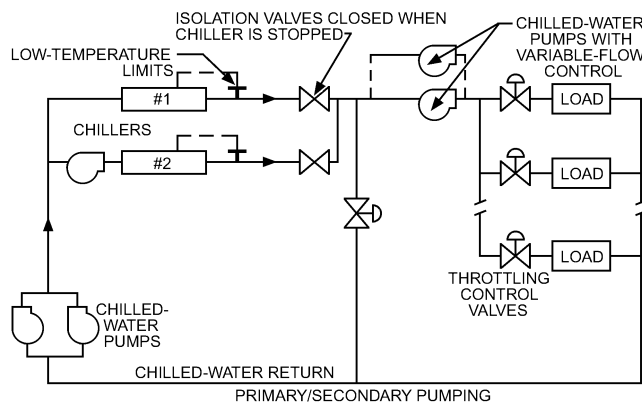 ISOLATION VALVES CLOSED WHEN
CHILLER IS STOPPED
CHILLED-WATER
PUMPS WITH
VARIABLE-FLOW
CONTROL
LOW-TEMPERATURE
LIMITS
#1
LOAD
CHILLERS
#2
LOAD
LOAD
THROTTLING
CONTROL
VALVES
CHILLED-
WATER
PUMPS
CHILLED-WATER RETURN
PRIMARY/SECONDARY PUMPING